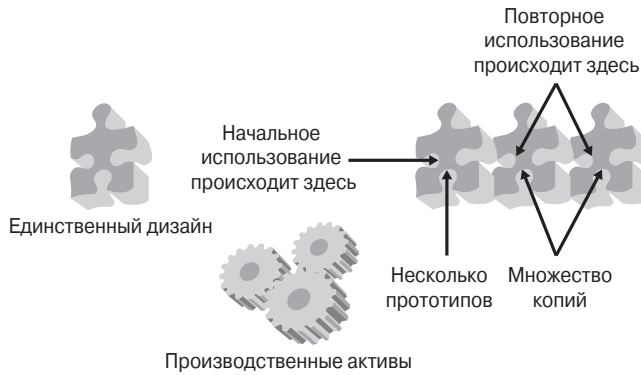 Повторное
использование
происходит здесь
Начальное
использование
происходит здесь
Единственный дизайн
Несколько
прототипов
Множество
копий
Производственные активы